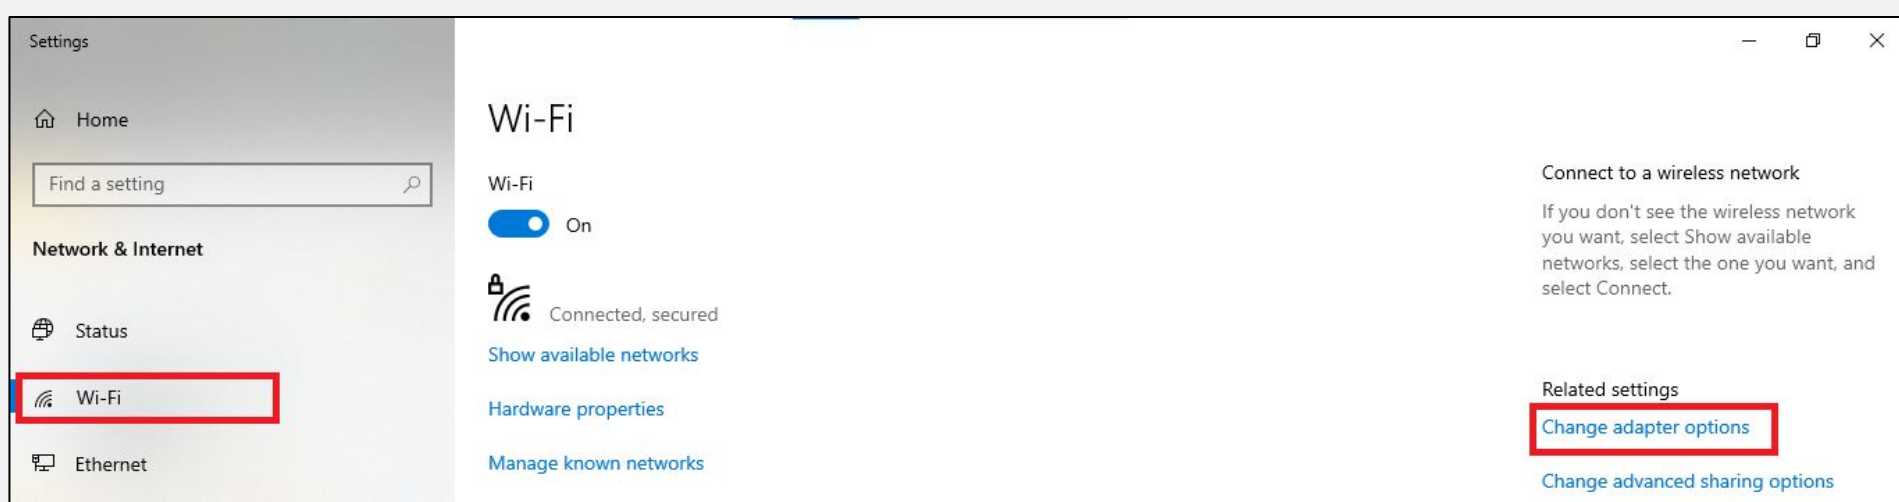 Settings
Home
Find a setting
Network & Internet
Status
Wi-Fi
Ethernet
Wi-Fi
Wi-Fi
On
Connected, secured
Show available networks
Hardware properties
Manage known networks
Connect to a wireless network
If you don't see the wireless network
you want, select Show available
networks, select the one you want, and
select Connect.
Related settings
Change adapter options
Change advanced sharing options